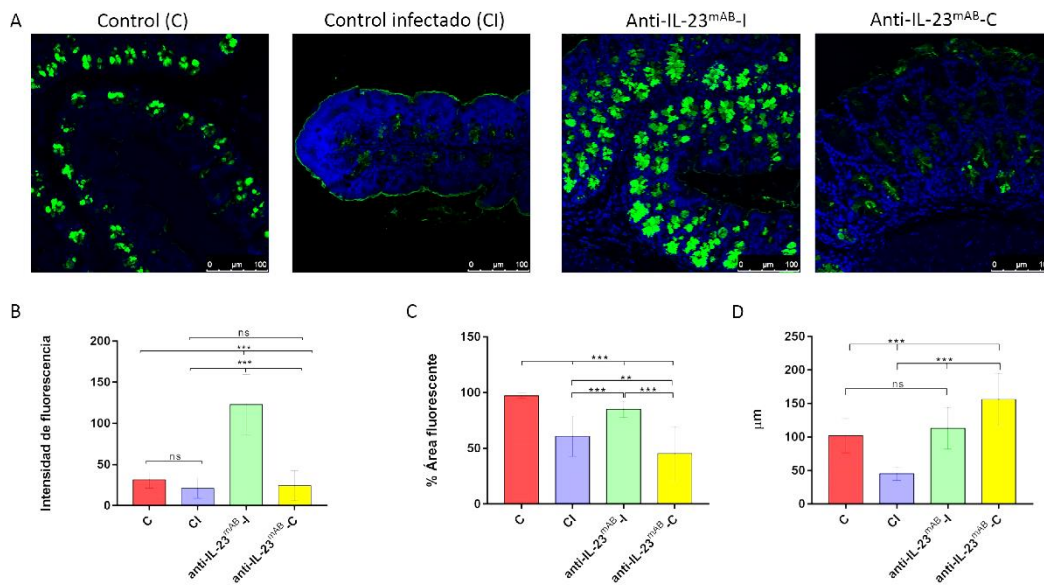 A
Control (C)
Control infectado (CI)
Anti-IL-23mAB-I
Anti-IL-23mAB-C
0 µm 100
0 µm 100
0 µm 100
0 µm 100
B
Intensidad de fluorescencia
200
150
100
50
0
ns
***
***
ns
C
CI
anti-IL-23mAB-I
anti-IL-23mAB-C
C
% Área fluorescente
100
50
0
***
**
***
***
C
CI
anti-IL-23mAB-I
anti-IL-23mAB-C
D
µm
250
200
150
100
50
0
***
***
ns
C
CI
anti-IL-23mAB-I
anti-IL-23mAB-C